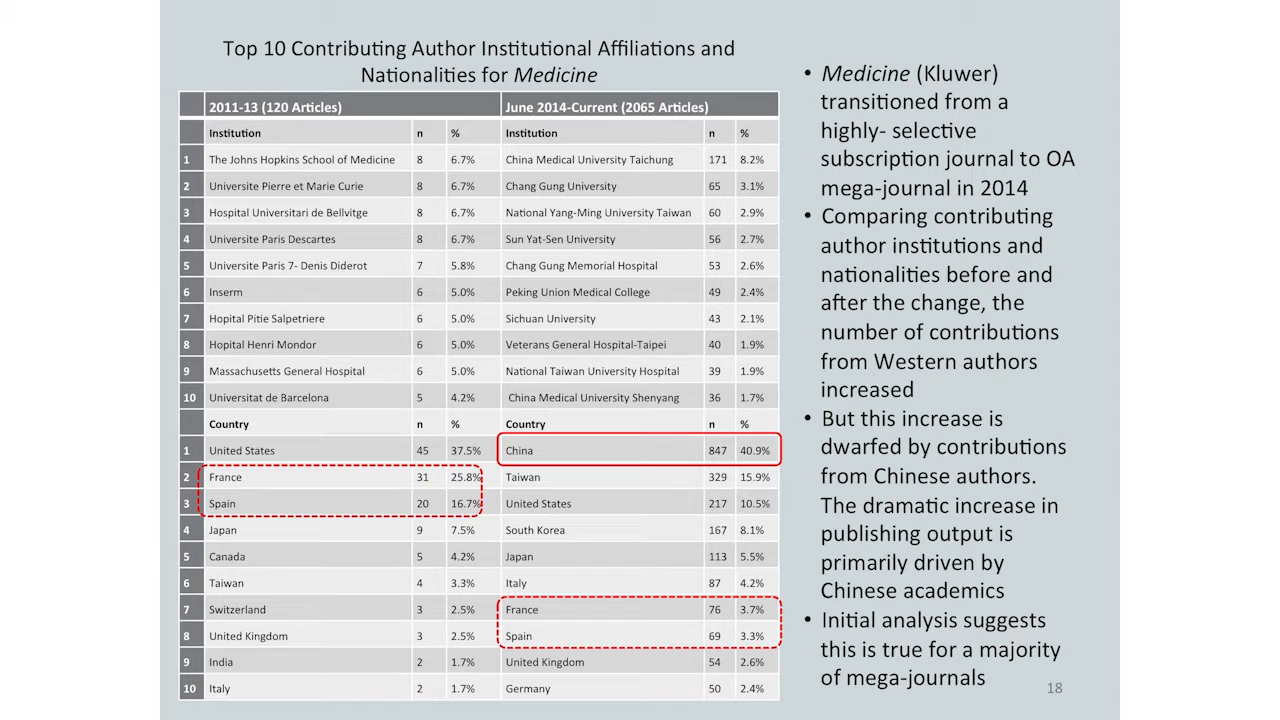 Top 10 Contributing Author Institutional Affiliations and
Nationalities for Medicine
2011-13 (120 Articles) June 2014-Current (2065 Articles)
Institution n % Institution n %
1 The Johns Hopkins School of Medicine 8 6.7% China Medical University Taichung 171 8.2%
2 Universite Pierre et Marie Curie 8 6.7% Chang Gung University 65 3.1%
3 Hospital Universitari de Bellvitge 8 6.7% National Yang-Ming University Taiwan 60 2.9%
4 Universite Paris Descartes 8 6.7% Sun Yat-Sen University 56 2.7%
5 Universite Paris 7- Denis Diderot 7 5.8% Chang Gung Memorial Hospital 53 2.6%
6 Inserm 6 5.0% Peking Union Medical College 49 2.4%
7 Hopital Pitie Salpetriere 6 5.0% Sichuan University 43 2.1%
8 Hopital Henri Mondor 6 5.0% Veterans General Hospital-Taipei 40 1.9%
9 Massachusetts General Hospital 6 5.0% National Taiwan University Hospital 39 1.9%
10 Universitat de Barcelona 5 4.2% China Medical University Shenyang 36 1.7%
Country n % Country n %
1 United States 45 37.5% China 847 40.9%
2 France 31 25.8% Taiwan 329 15.9%
3 Spain 20 16.7% United States 217 10.5%
4 Japan 9 7.5% South Korea 167 8.1%
5 Canada 5 4.2% Japan 113 5.5%
6 Taiwan 4 3.3% Italy 87 4.2%
7 Switzerland 3 2.5% France 76 3.7%
8 United Kingdom 3 2.5% Spain 69 3.3%
9 India 2 1.7% United Kingdom 54 2.6%
10 Italy 2 1.7% Germany 50 2.4%
• Medicine (Kluwer)
transitioned from a
highly- selective
subscription journal to OA
mega-journal in 2014
• Comparing contributing
author institutions and
nationalities before and
after the change, the
number of contributions
from Western authors
increased
• But this increase is
dwarfed by contributions
from Chinese authors.
The dramatic increase in
publishing output is
primarily driven by
Chinese academics
• Initial analysis suggests
this is true for a majority
of mega-journals
18